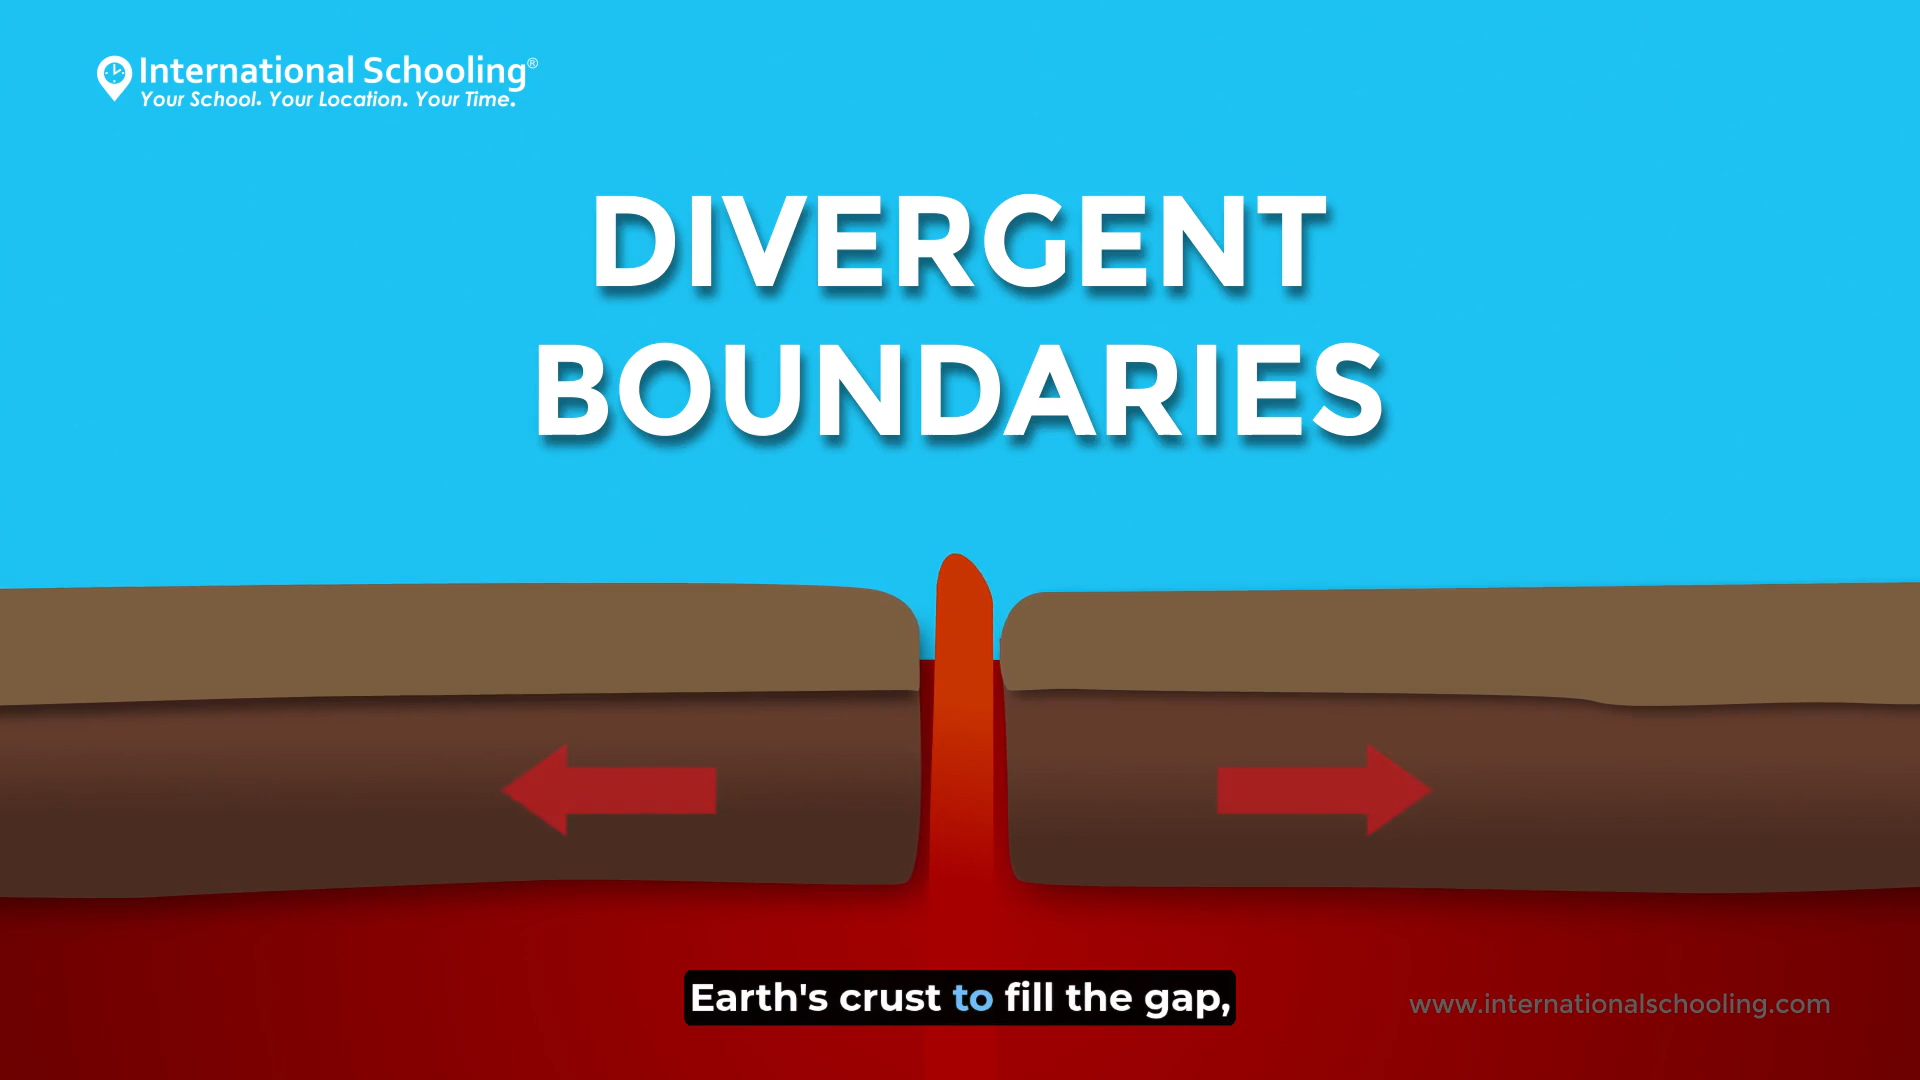 International Schooling®
Your School. Your Location. Your Time.
DIVERGENT
BOUNDARIES
Earth's crust to fill the gap,
www.internationalschooling.com